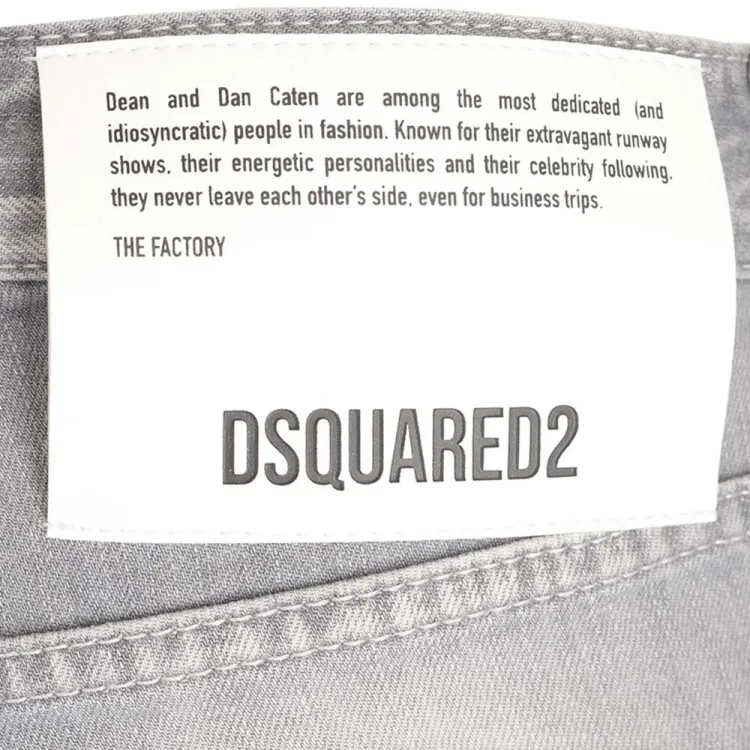 Dean and Dan Caten are among the most dedicated (and
idiosyncratic) people in fashion. Known for their extravagant runway
shows, their energetic personalities and their celebrity following,
they never leave each other's side, even for business trips.
THE FACTORY
DSQUARED2